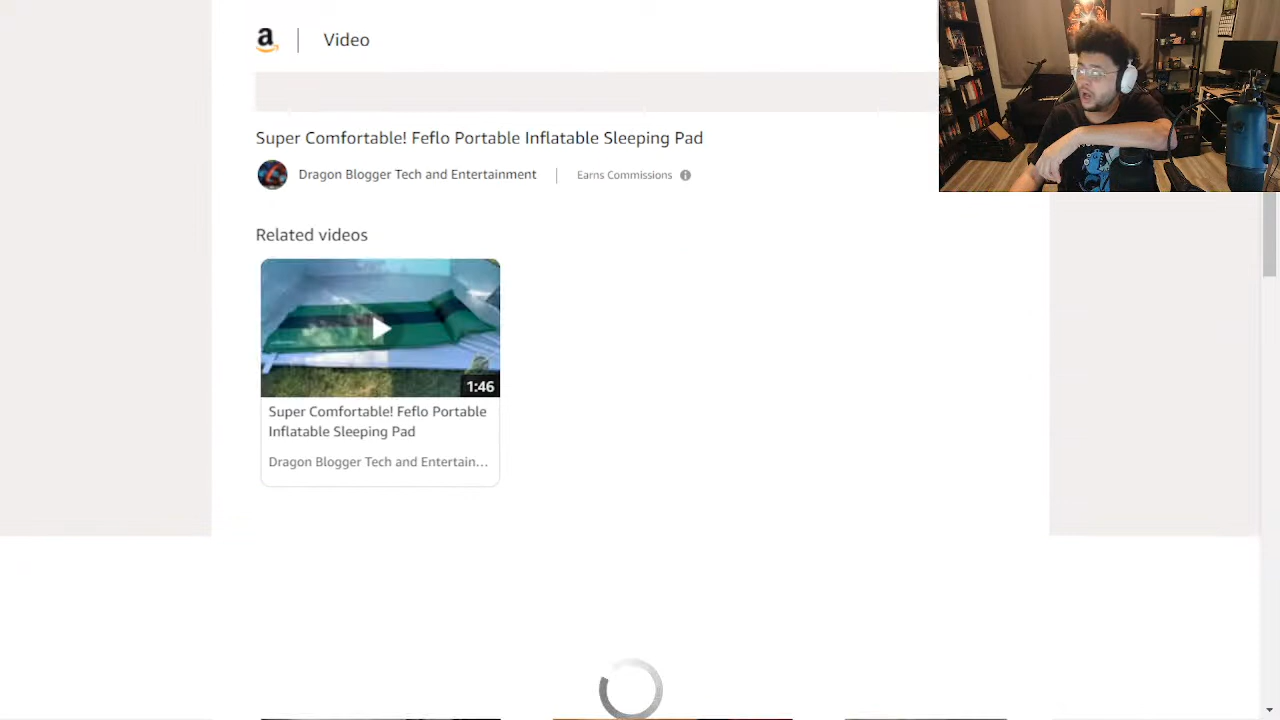 Video
Super Comfortable! Feflo Portable Inflatable Sleeping Pad
Dragon Blogger Tech and Entertainment
Earns Commissions
Related videos
1:46
Super Comfortable! Feflo Portable
Inflatable Sleeping Pad
Dragon Blogger Tech and Entertain...